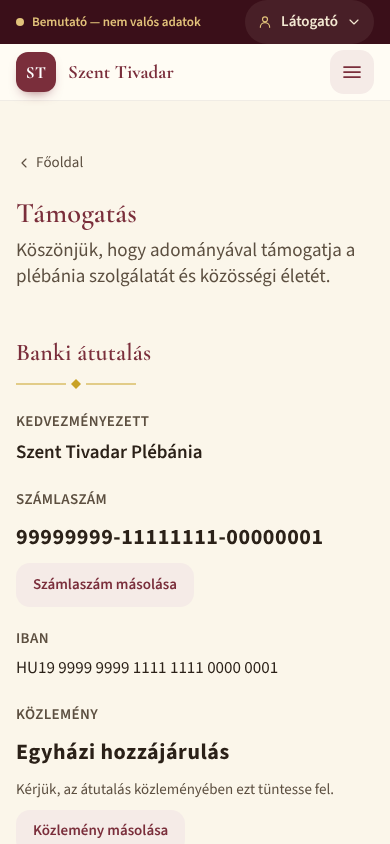 Bemutató — nem valós adatok
Látogató
ST
Szent Tivadar
Főoldal
Támogatás
Köszönjük, hogy adományával támogatja a
plébánia szolgálatát és közösségi életét.
Banki átutalás
KEDVEZMÉNYEZETT
Szent Tivadar Plébánia
SZÁMLASZÁM
99999999-11111111-00000001
Számlaszám másolása
IBAN
HU19 9999 9999 1111 1111 0000 0001
KÖZLEMÉNY
Egyházi hozzájárulás
Kérjük, az átutalás közleményében ezt tüntesse fel.
Közlemény másolása